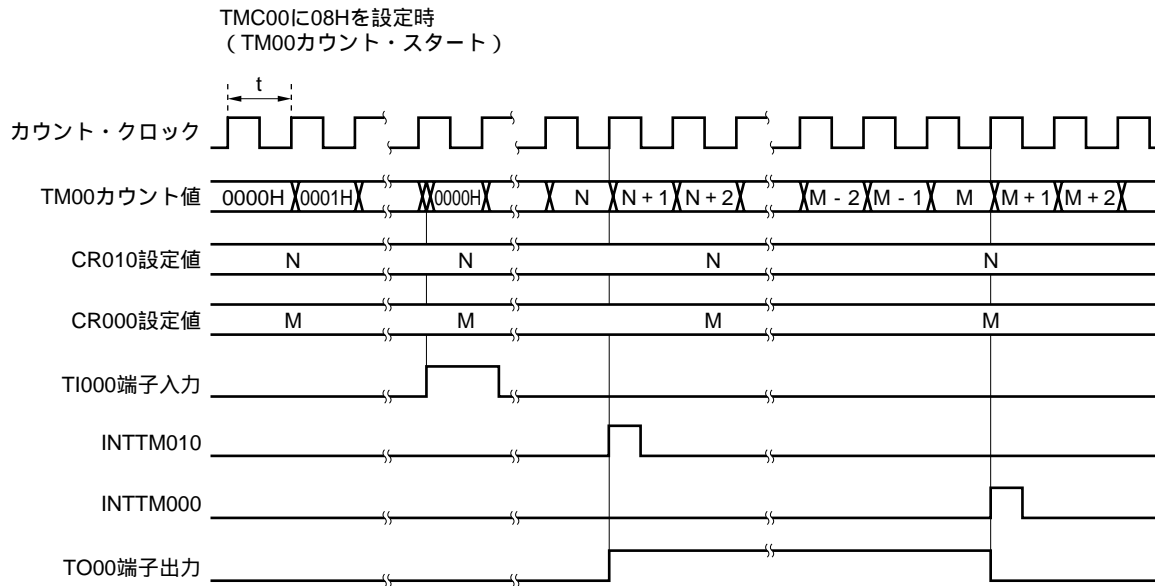 TMC00に08Hを設定時
(TM00カウント・スタート)
t
カウント・クロック
TM00カウント値 0000H 0001H 0000H N N + 1 N + 2 M - 2 M - 1 M M + 1 M + 2
CR010設定値 N N N N
CR000設定値 M M M M
TI000端子入力
INTTM010
INTTM000
TO00端子出力